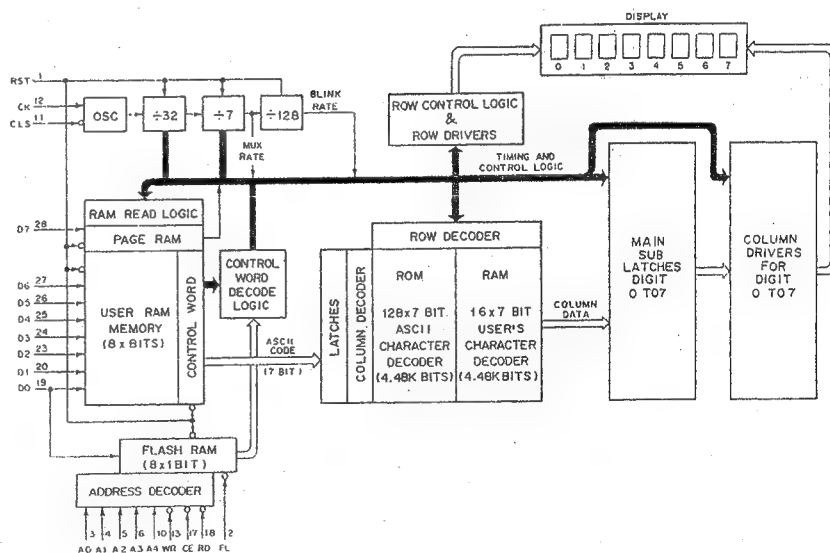 DISPLAY
0 1 2 3 4 5 6 7
RST 1
CK 12
CLS 11
OSC
÷32
÷7
÷128
BLINK
RATE
MUX
RATE
ROW CONTROL LOGIC
&
ROW DRIVERS
TIMING AND
CONTROL LOGIC
RAM READ LOGIC
PAGE RAM
D7 28
D6 27
D5 26
D4 25
D3 24
D2 23
D1 20
D0 19
USER RAM
MEMORY
(8 x BITS)
CONTROL WORD
CONTROL
WORD
DECODE
LOGIC
ASCII
CODE
(7 BIT)
LATCHES
COLUMN DECODER
ROW DECODER
ROM
128x7 BIT.
ASCII
CHARACTER
DECODER
(4.48K BITS)
RAM
16x7 BIT
USER'S
CHARACTER
DECODER
(4.48K BITS)
COLUMN
DATA
MAIN
SUB
LATCHES
DIGIT
0 TO7
COLUMN
DRIVERS
FOR
DIGIT
0 TO7
FLASH RAM
(8x1BIT)
ADDRESS DECODER
3 4 5 6 10 13 17 18 2
A0 A1 A2 A3 A4 WR CE RD FL